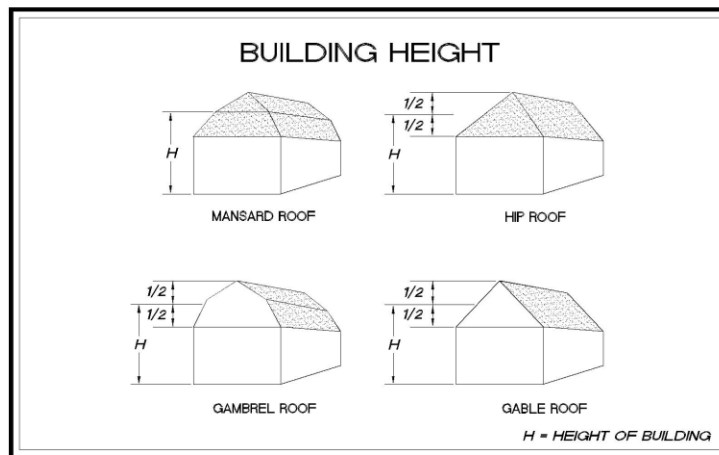 BUILDING HEIGHT
H
MANSARD ROOF
1/2
1/2
H
HIP ROOF
1/2
1/2
H
GAMBREL ROOF
1/2
1/2
H
GABLE ROOF
H = HEIGHT OF BUILDING